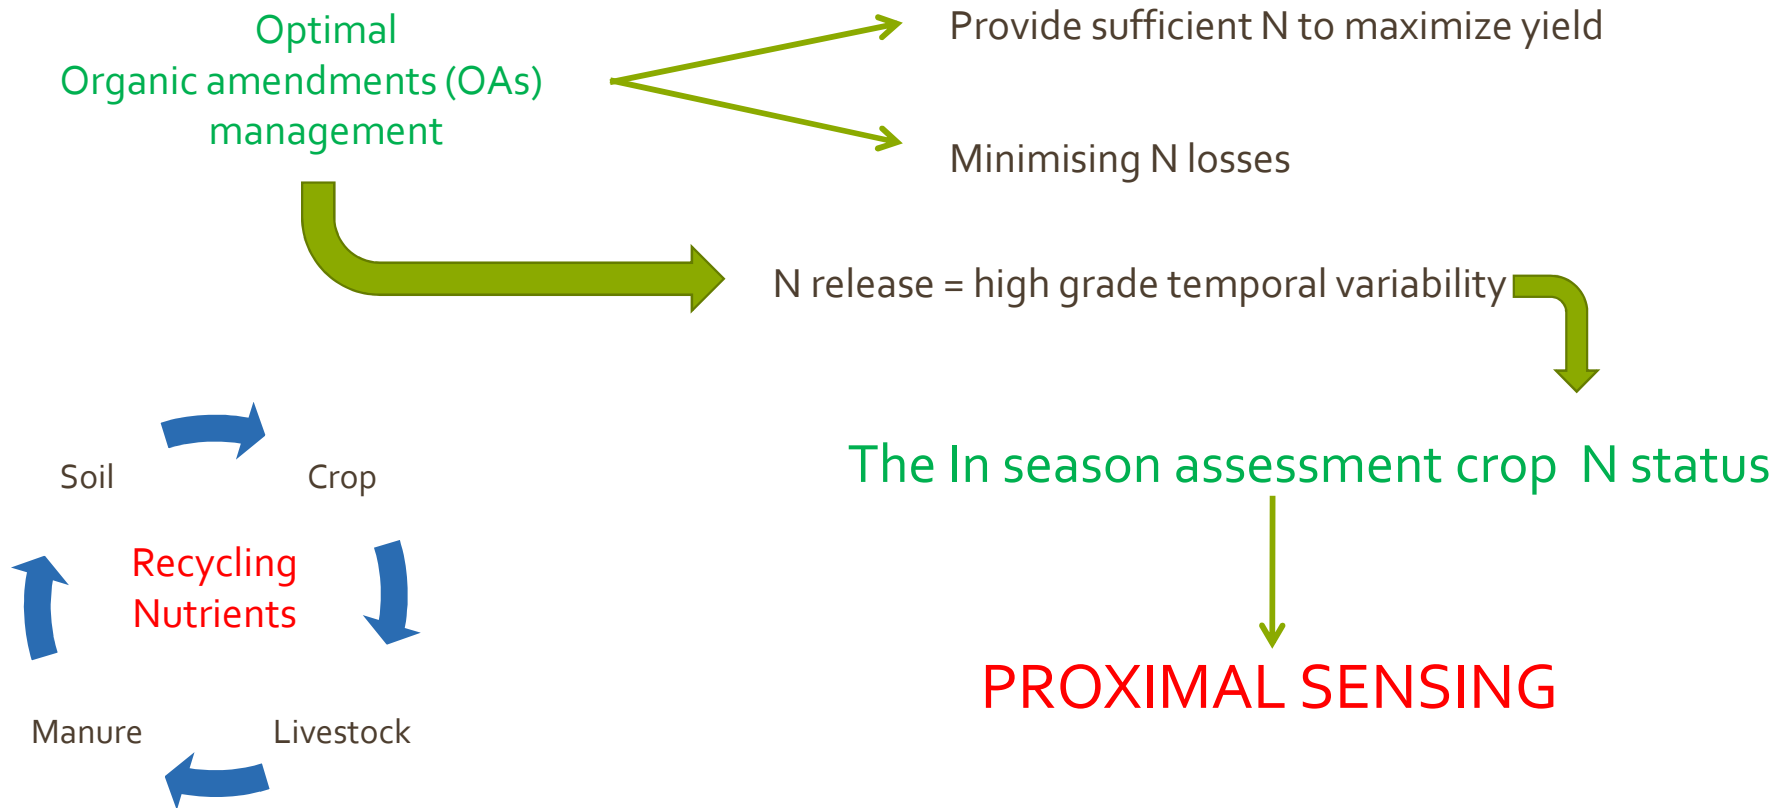 Optimal
Organic amendments (OAs)
management
Provide sufficient N to maximize yield
Minimising N losses
N release = high grade temporal variability
The In season assessment crop  N status
PROXIMAL SENSING
Soil
Crop
Recycling
Nutrients
Manure
Livestock